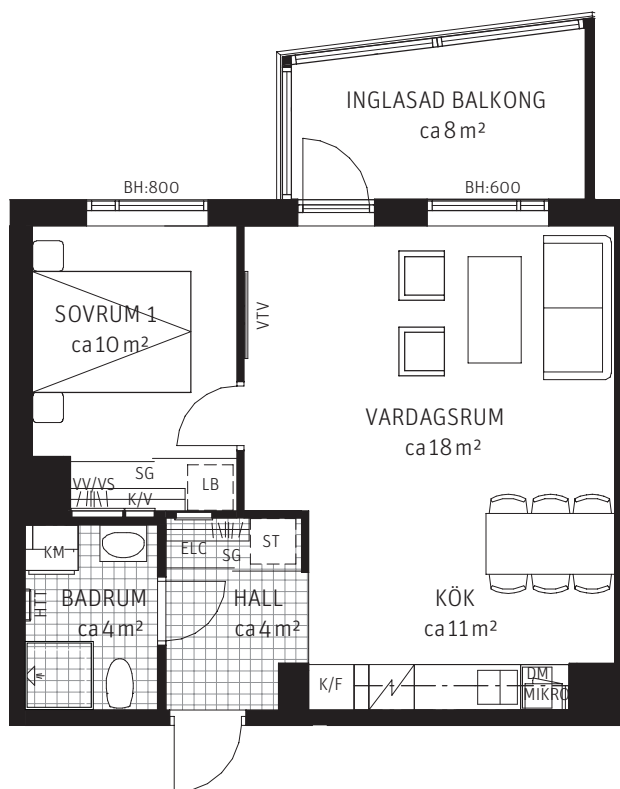 INGLASAD BALKONG
ca 8 m²
BH:800
BH:600
SOVRUM 1
ca 10 m²
VTV
VARDAGSRUM
ca 18 m²
SG
LB
VV/VS
K/V
KM
ELC
SG
ST
HTT
BADRUM
ca 4 m²
HALL
ca 4 m²
KÖK
ca 11 m²
K/F
DM
MIKRO